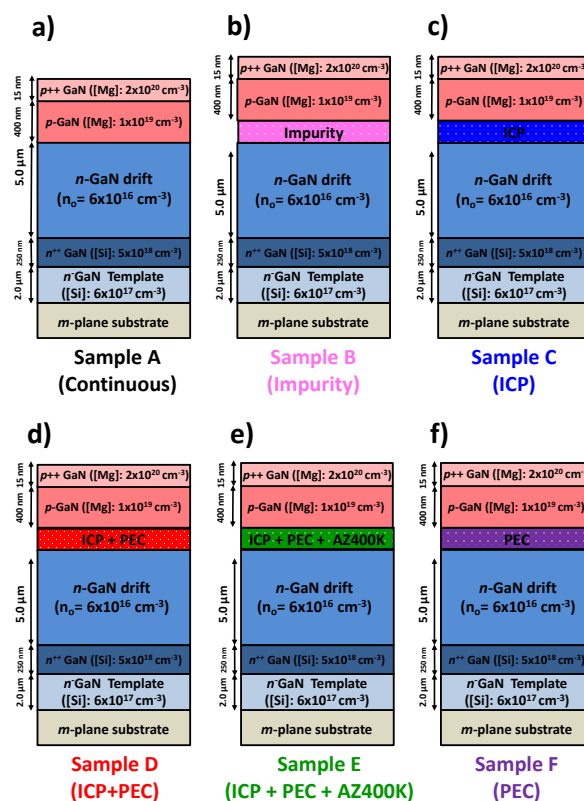 a)
15 nm
p++ GaN ([Mg]: 2x10²⁰ cm⁻³)
400 nm
p-GaN ([Mg]: 1x10¹⁹ cm⁻³)
5.0 µm
n-GaN drift
(nₒ= 6x10¹⁶ cm⁻³)
250 nm
n⁺⁺ GaN ([Si]: 5x10¹⁸ cm⁻³)
2.0 µm
n⁻GaN Template
([Si]: 6x10¹⁷ cm⁻³)
m-plane substrate
Sample A
(Continuous)
b)
15 nm
p++ GaN ([Mg]: 2x10²⁰ cm⁻³)
400 nm
p-GaN ([Mg]: 1x10¹⁹ cm⁻³)
Impurity
5.0 µm
n-GaN drift
(nₒ= 6x10¹⁶ cm⁻³)
250 nm
n⁺⁺ GaN ([Si]: 5x10¹⁸ cm⁻³)
2.0 µm
n⁻GaN Template
([Si]: 6x10¹⁷ cm⁻³)
m-plane substrate
Sample B
(Impurity)
c)
15 nm
p++ GaN ([Mg]: 2x10²⁰ cm⁻³)
400 nm
p-GaN ([Mg]: 1x10¹⁹ cm⁻³)
ICP
5.0 µm
n-GaN drift
(nₒ= 6x10¹⁶ cm⁻³)
250 nm
n⁺⁺ GaN ([Si]: 5x10¹⁸ cm⁻³)
2.0 µm
n⁻GaN Template
([Si]: 6x10¹⁷ cm⁻³)
m-plane substrate
Sample C
(ICP)
d)
15 nm
p++ GaN ([Mg]: 2x10²⁰ cm⁻³)
400 nm
p-GaN ([Mg]: 1x10¹⁹ cm⁻³)
ICP + PEC
5.0 µm
n-GaN drift
(nₒ= 6x10¹⁶ cm⁻³)
250 nm
n⁺⁺ GaN ([Si]: 5x10¹⁸ cm⁻³)
2.0 µm
n⁻GaN Template
([Si]: 6x10¹⁷ cm⁻³)
m-plane substrate
Sample D
(ICP+PEC)
e)
15 nm
p++ GaN ([Mg]: 2x10²⁰ cm⁻³)
400 nm
p-GaN ([Mg]: 1x10¹⁹ cm⁻³)
ICP + PEC + AZ400K
5.0 µm
n-GaN drift
(nₒ= 6x10¹⁶ cm⁻³)
250 nm
n⁺⁺ GaN ([Si]: 5x10¹⁸ cm⁻³)
2.0 µm
n⁻GaN Template
([Si]: 6x10¹⁷ cm⁻³)
m-plane substrate
Sample E
(ICP + PEC + AZ400K)
f)
15 nm
p++ GaN ([Mg]: 2x10²⁰ cm⁻³)
400 nm
p-GaN ([Mg]: 1x10¹⁹ cm⁻³)
PEC
5.0 µm
n-GaN drift
(nₒ= 6x10¹⁶ cm⁻³)
250 nm
n⁺⁺ GaN ([Si]: 5x10¹⁸ cm⁻³)
2.0 µm
n⁻GaN Template
([Si]: 6x10¹⁷ cm⁻³)
m-plane substrate
Sample F
(PEC)